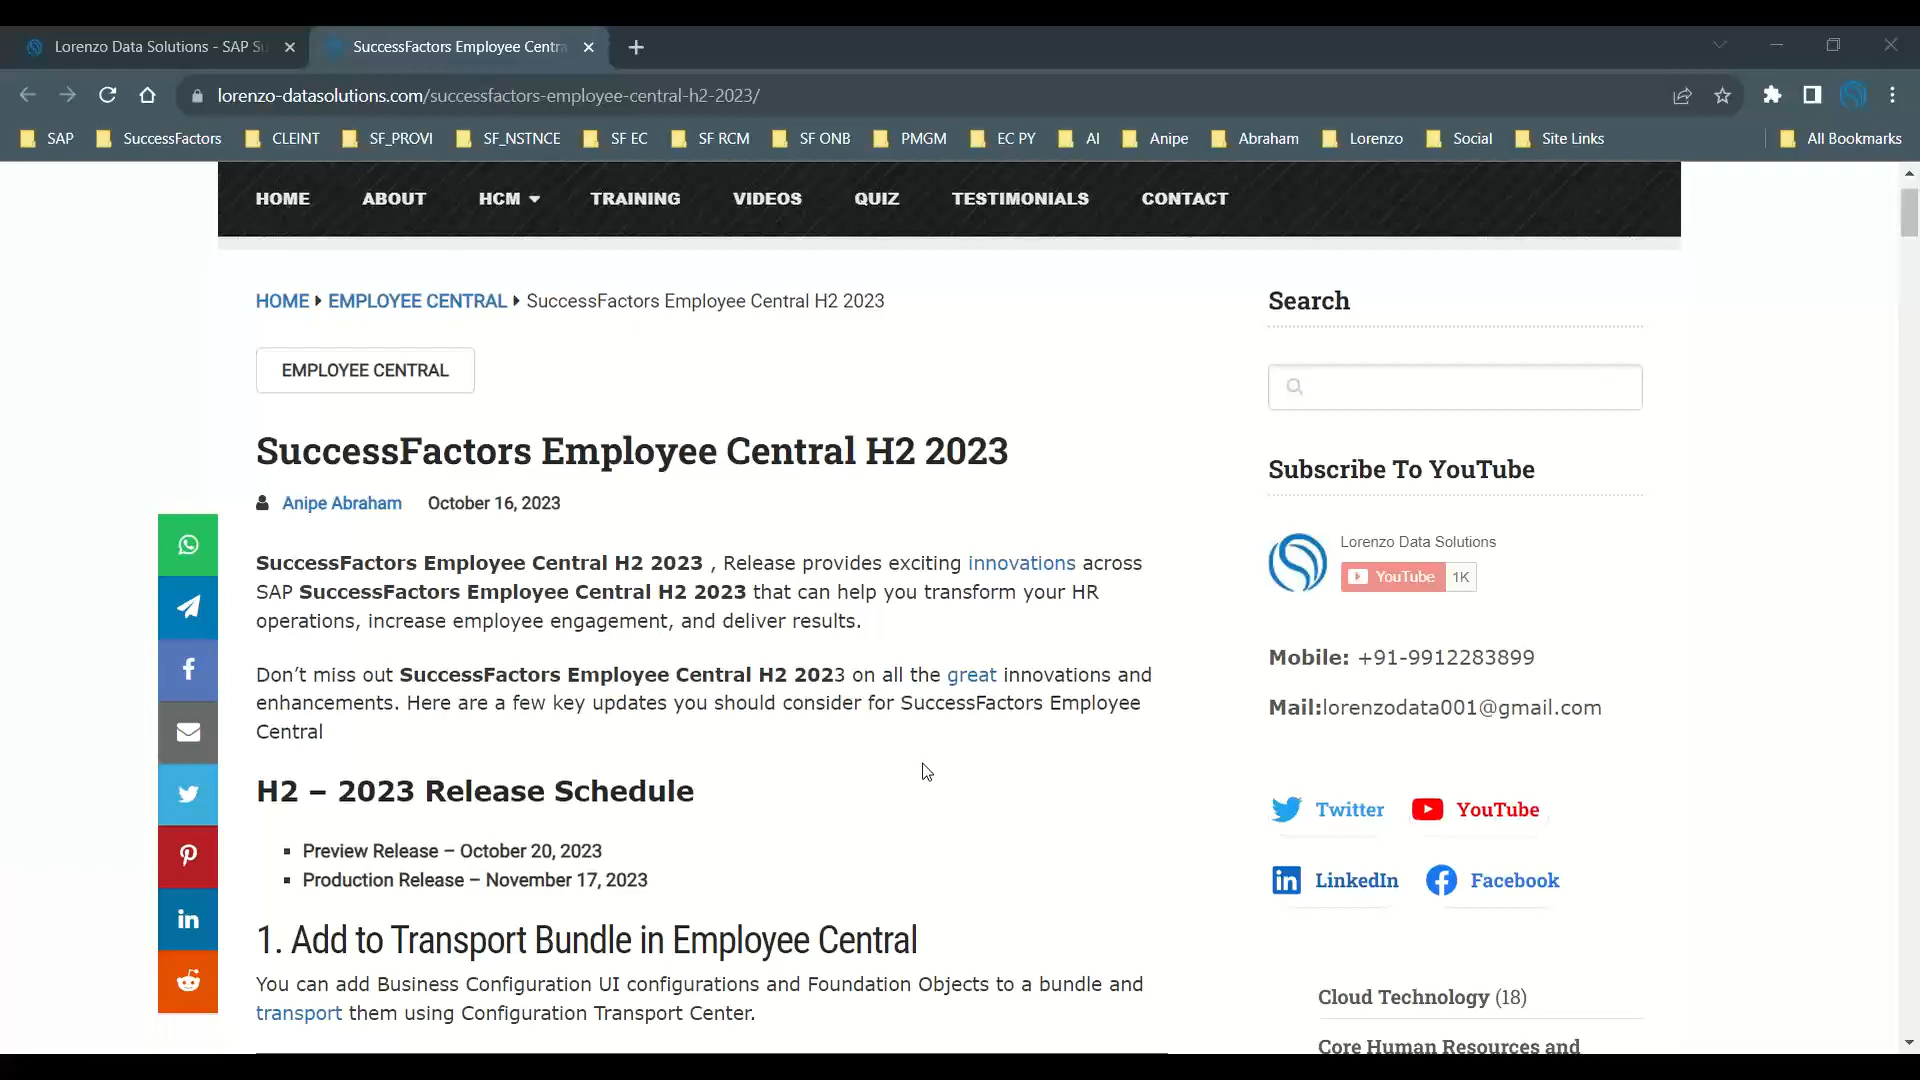 Lorenzo Data Solutions - SAP Su
SuccessFactors Employee Centra
lorenzo-datasolutions.com/successfactors-employee-central-h2-2023/
SAP SuccessFactors CLEINT SF_PROVI SF_NSTNCE SF EC SF RCM SF ONB PMGM EC PY AI Anipe Abraham Lorenzo Social Site Links All Bookmarks
HOME ABOUT HCM TRAINING VIDEOS QUIZ TESTIMONIALS CONTACT
HOME EMPLOYEE CENTRAL SuccessFactors Employee Central H2 2023
EMPLOYEE CENTRAL
SuccessFactors Employee Central H2 2023
Anipe Abraham October 16, 2023
SuccessFactors Employee Central H2 2023 , Release provides exciting innovations across
SAP SuccessFactors Employee Central H2 2023 that can help you transform your HR
operations, increase employee engagement, and deliver results.
Don’t miss out SuccessFactors Employee Central H2 2023 on all the great innovations and
enhancements. Here are a few key updates you should consider for SuccessFactors Employee
Central
H2 – 2023 Release Schedule
Preview Release – October 20, 2023
Production Release – November 17, 2023
1. Add to Transport Bundle in Employee Central
You can add Business Configuration UI configurations and Foundation Objects to a bundle and
transport them using Configuration Transport Center.
Search
Subscribe To YouTube
Lorenzo Data Solutions
YouTube 1K
Mobile: +91-9912283899
Mail:lorenzodata001@gmail.com
Twitter YouTube
LinkedIn Facebook
Cloud Technology (18)
Core Human Resources and